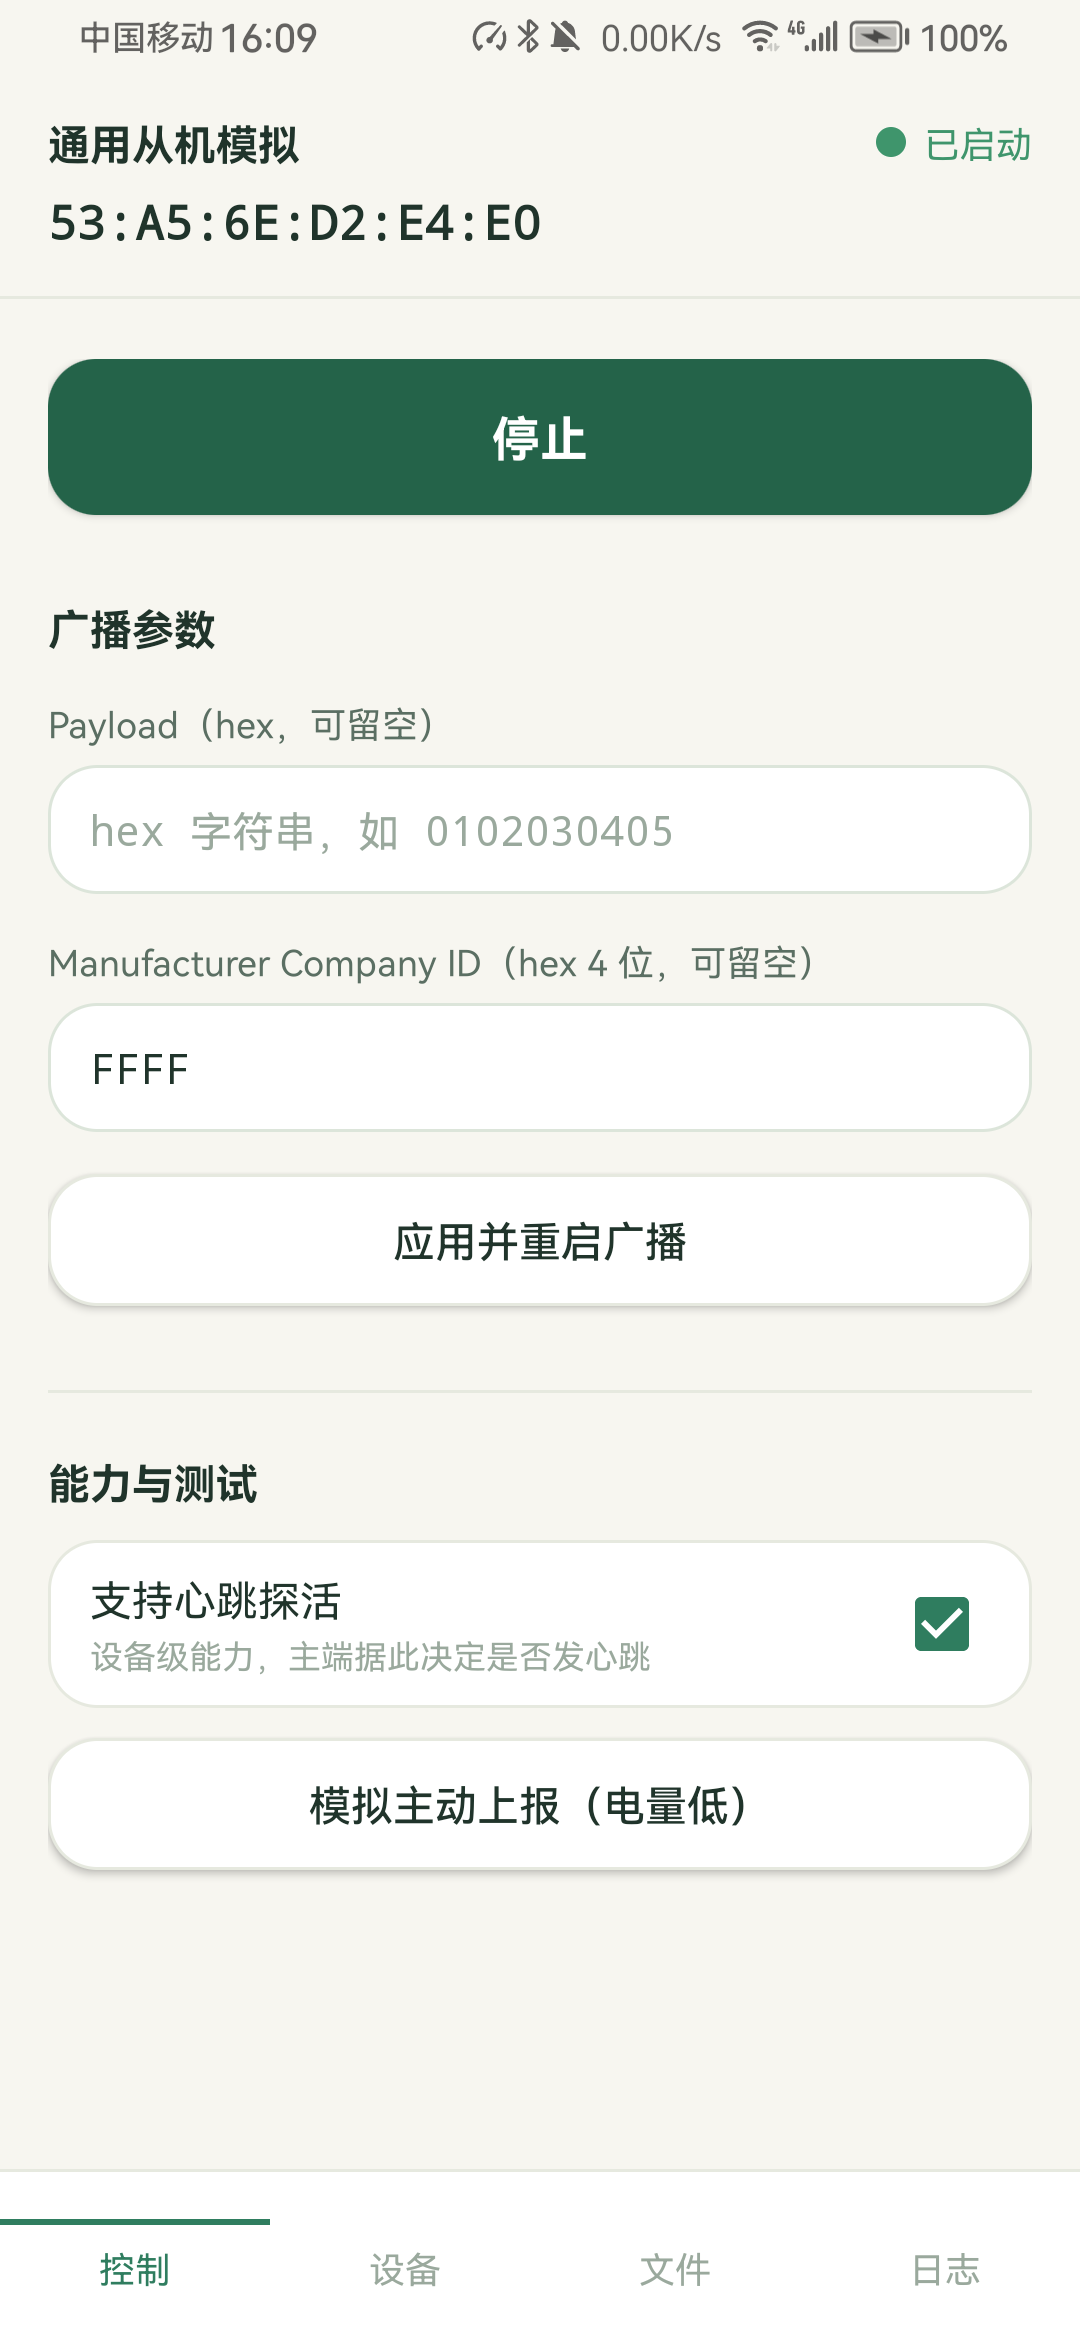 中国移动 16:09 0.00K/s 4G 100%
通用从机模拟 已启动
53:A5:6E:D2:E4:E0
停止
广播参数
Payload（hex，可留空）
hex 字符串，如 0102030405
Manufacturer Company ID（hex 4 位，可留空）
FFFF
应用并重启广播
能力与测试
支持心跳探活
设备级能力，主端据此决定是否发心跳
模拟主动上报（电量低）
控制 设备 文件 日志